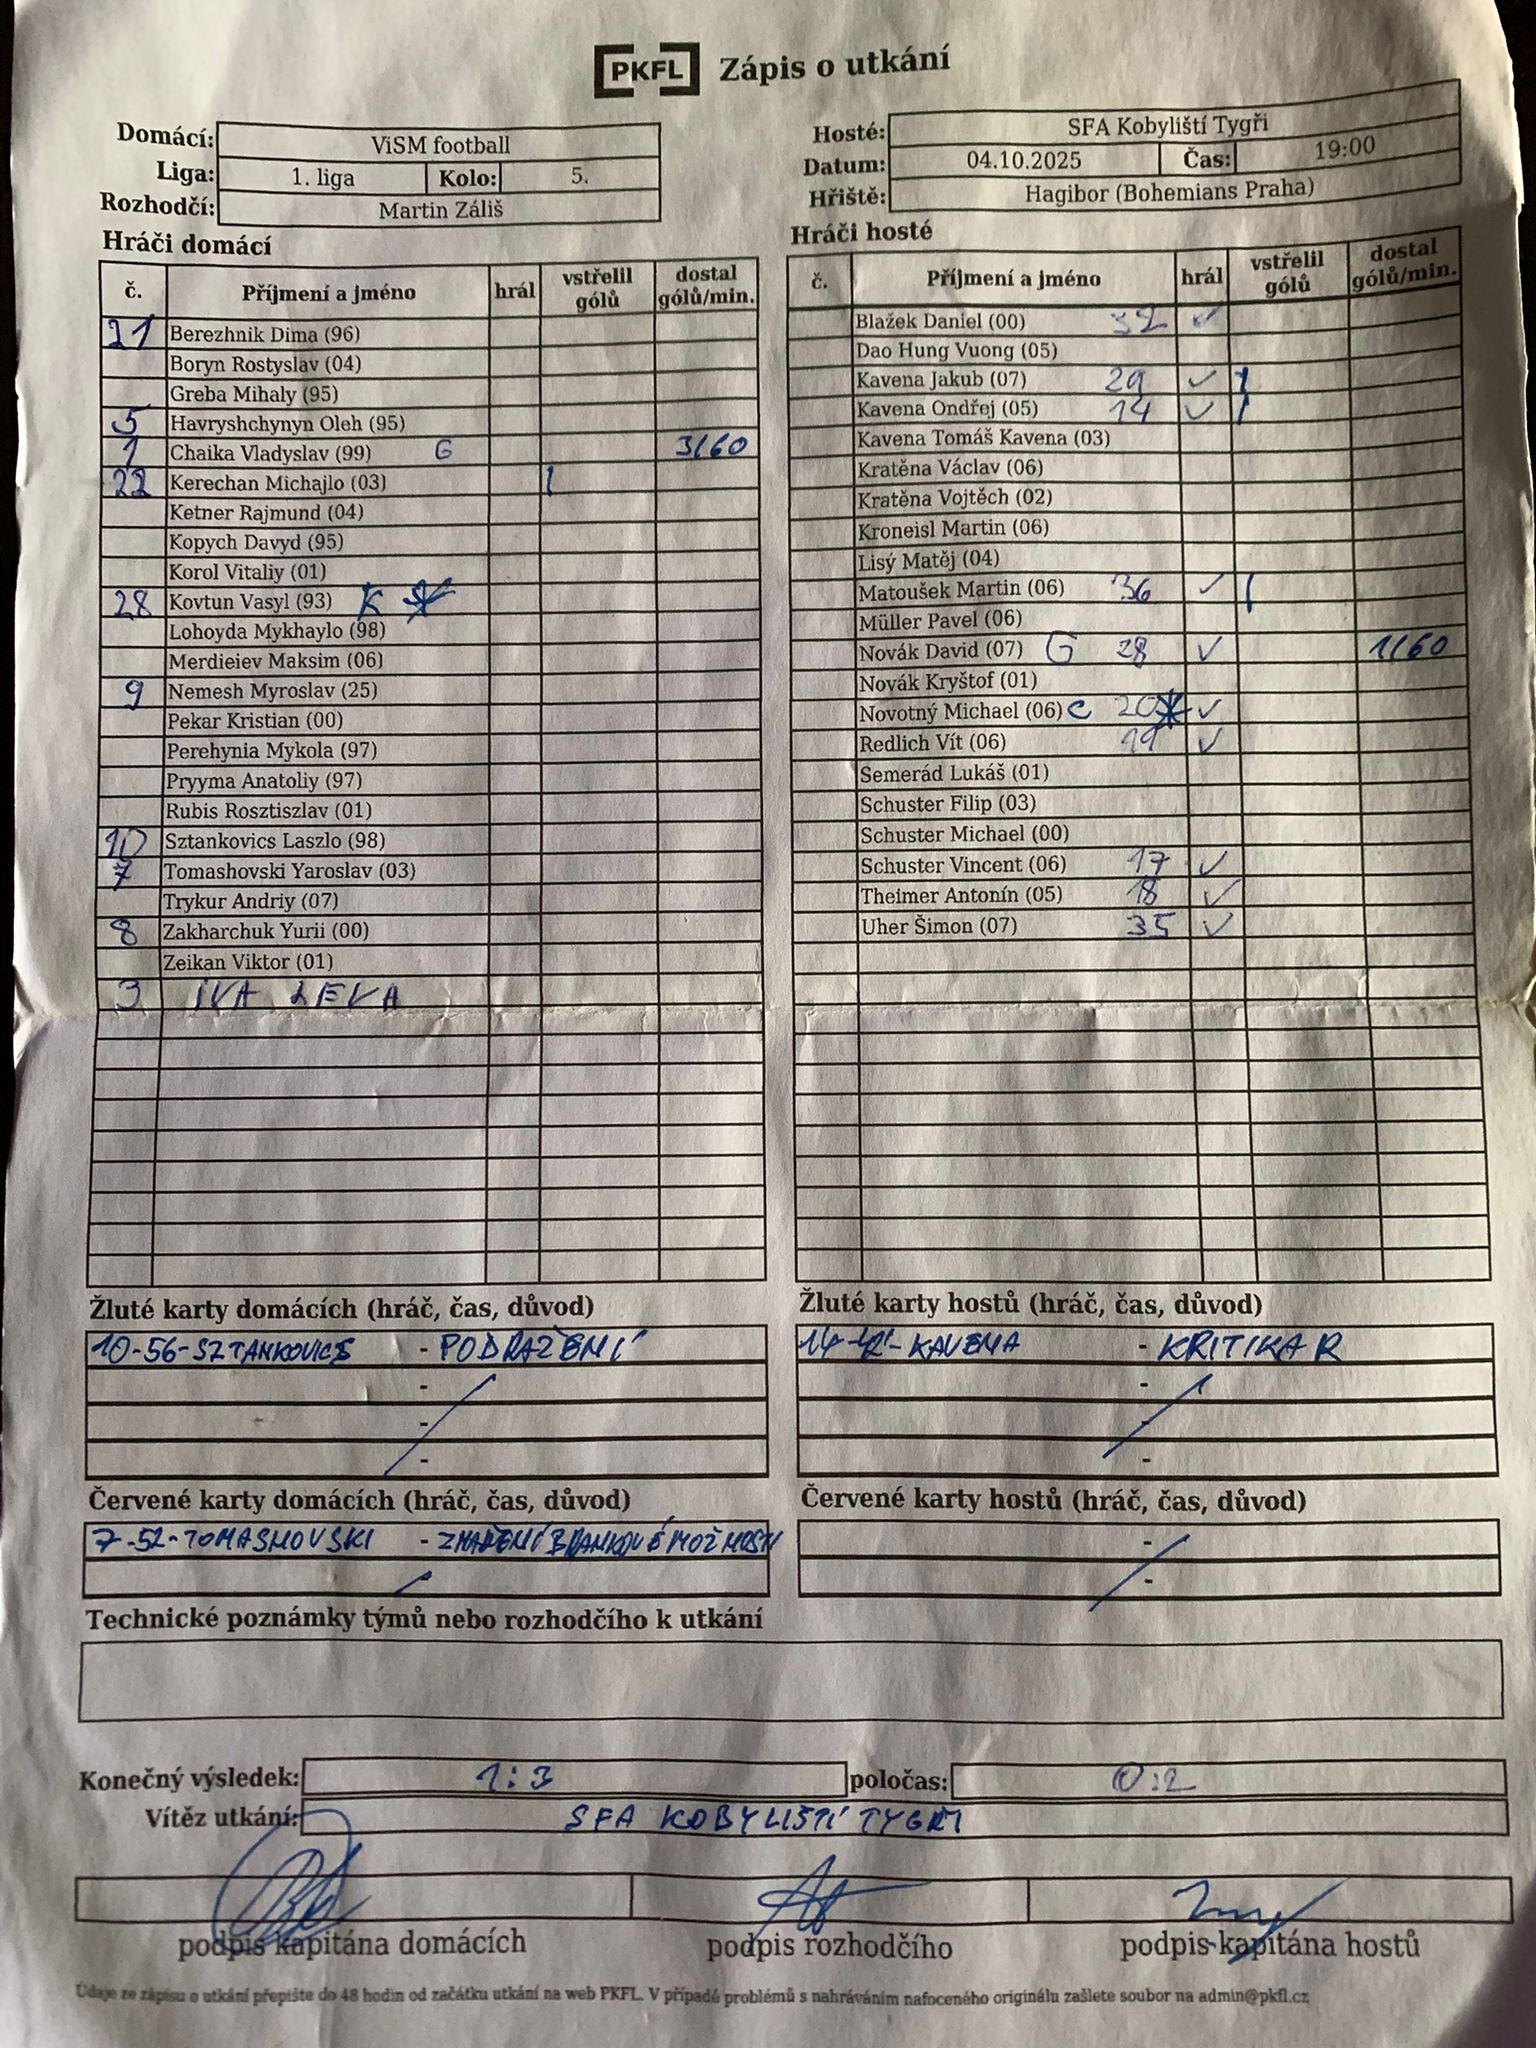 PKFL Zápis o utkání
Domácí: ViSM football
Liga: 1. liga Kolo: 5.
Rozhodčí: Martin Záliš
Hosté: SFA Kobyliští Tygři
Datum: 04.10.2025 Čas: 19:00
Hřiště: Hagibor (Bohemians Praha)
Hráči domácí
č. Příjmení a jméno hrál vstřelil gólů dostal gólů/min.
21 Berezhnik Dima (96)
Boryn Rostyslav (04)
Greba Mihaly (95)
5 Havryshchynyn Oleh (95)
1 Chaika Vladyslav (99) G 3/60
22 Kerechan Michajlo (03) 1
Ketner Rajmund (04)
Kopych Davyd (95)
Korol Vitaliy (01)
28 Kovtun Vasyl (93) K
Lohoyda Mykhaylo (98)
Merdieiev Maksim (06)
9 Nemesh Myroslav (25)
Pekar Kristian (00)
Perehynia Mykola (97)
Pryyma Anatoliy (97)
Rubis Rosztiszlav (01)
10 Sztankovics Laszlo (98)
7 Tomashovski Yaroslav (03)
Trykur Andriy (07)
8 Zakharchuk Yurii (00)
Zeikan Viktor (01)
3 IVA LEVA
Hráči hosté
č. Příjmení a jméno hrál vstřelil gólů dostal gólů/min.
Blažek Daniel (00) 32 ✓
Dao Hung Vuong (05)
Kavena Jakub (07) 29 ✓ 1
Kavena Ondřej (05) 14 ✓ 1
Kavena Tomáš Kavena (03)
Kratěna Václav (06)
Kratěna Vojtěch (02)
Kroneisl Martin (06)
Lisý Matěj (04)
Matoušek Martin (06) 36 ✓ 1
Müller Pavel (06)
Novák David (07) G 28 ✓ 1/60
Novák Kryštof (01)
Novotný Michael (06) C 20 ✓
Redlich Vít (06) 19 ✓
Semerád Lukáš (01)
Schuster Filip (03)
Schuster Michael (00)
Schuster Vincent (06) 17 ✓
Theimer Antonín (05) 18 ✓
Uher Šimon (07) 35 ✓
Žluté karty domácích (hráč, čas, důvod)
10-56-SZTANKOVICS - PODRAŽENÍ
-
-
-
Žluté karty hostů (hráč, čas, důvod)
14-42-KAVENA - KRITIKA R
-
-
-
Červené karty domácích (hráč, čas, důvod)
7-52-TOMASHOVSKI - ZMAŘENÍ BRANKOVÉ MOŽNOSTI
Červené karty hostů (hráč, čas, důvod)
-
-
Technické poznámky týmů nebo rozhodčího k utkání
Konečný výsledek: 1:3 poločas: 0:2
Vítěz utkání: SFA KOBYLIŠTÍ TYGŘI
podpis kapitána domácích podpis rozhodčího podpis kapitána hostů
Údaje ze zápisu o utkání přepište do 48 hodin od začátku utkání na web PKFL. V případě problémů s nahráváním nafoceného originálu zašlete soubor na admin@pkfl.cz